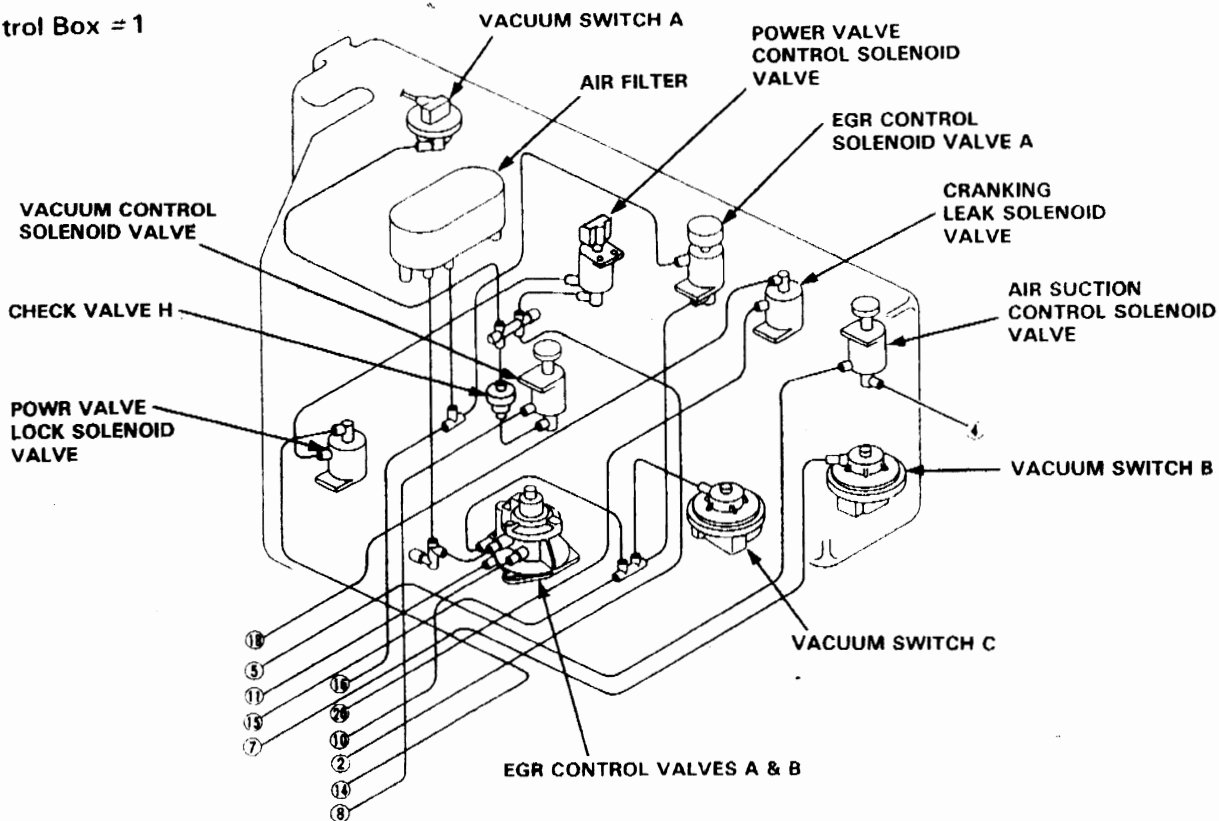 trol Box #1
VACUUM SWITCH A
POWER VALVE
CONTROL SOLENOID
VALVE
AIR FILTER
EGR CONTROL
SOLENOID VALVE A
CRANKING
LEAK SOLENOID
VALVE
VACUUM CONTROL
SOLENOID VALVE
AIR SUCTION
CONTROL SOLENOID
VALVE
CHECK VALVE H
POWR VALVE
LOCK SOLENOID
VALVE
4
VACUUM SWITCH B
VACUUM SWITCH C
EGR CONTROL VALVES A & B
18
5
11
15
7
16
20
10
2
14
8